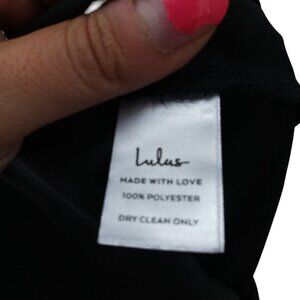 Lulus
MADE WITH LOVE
100% POLYESTER
DRY CLEAN ONLY